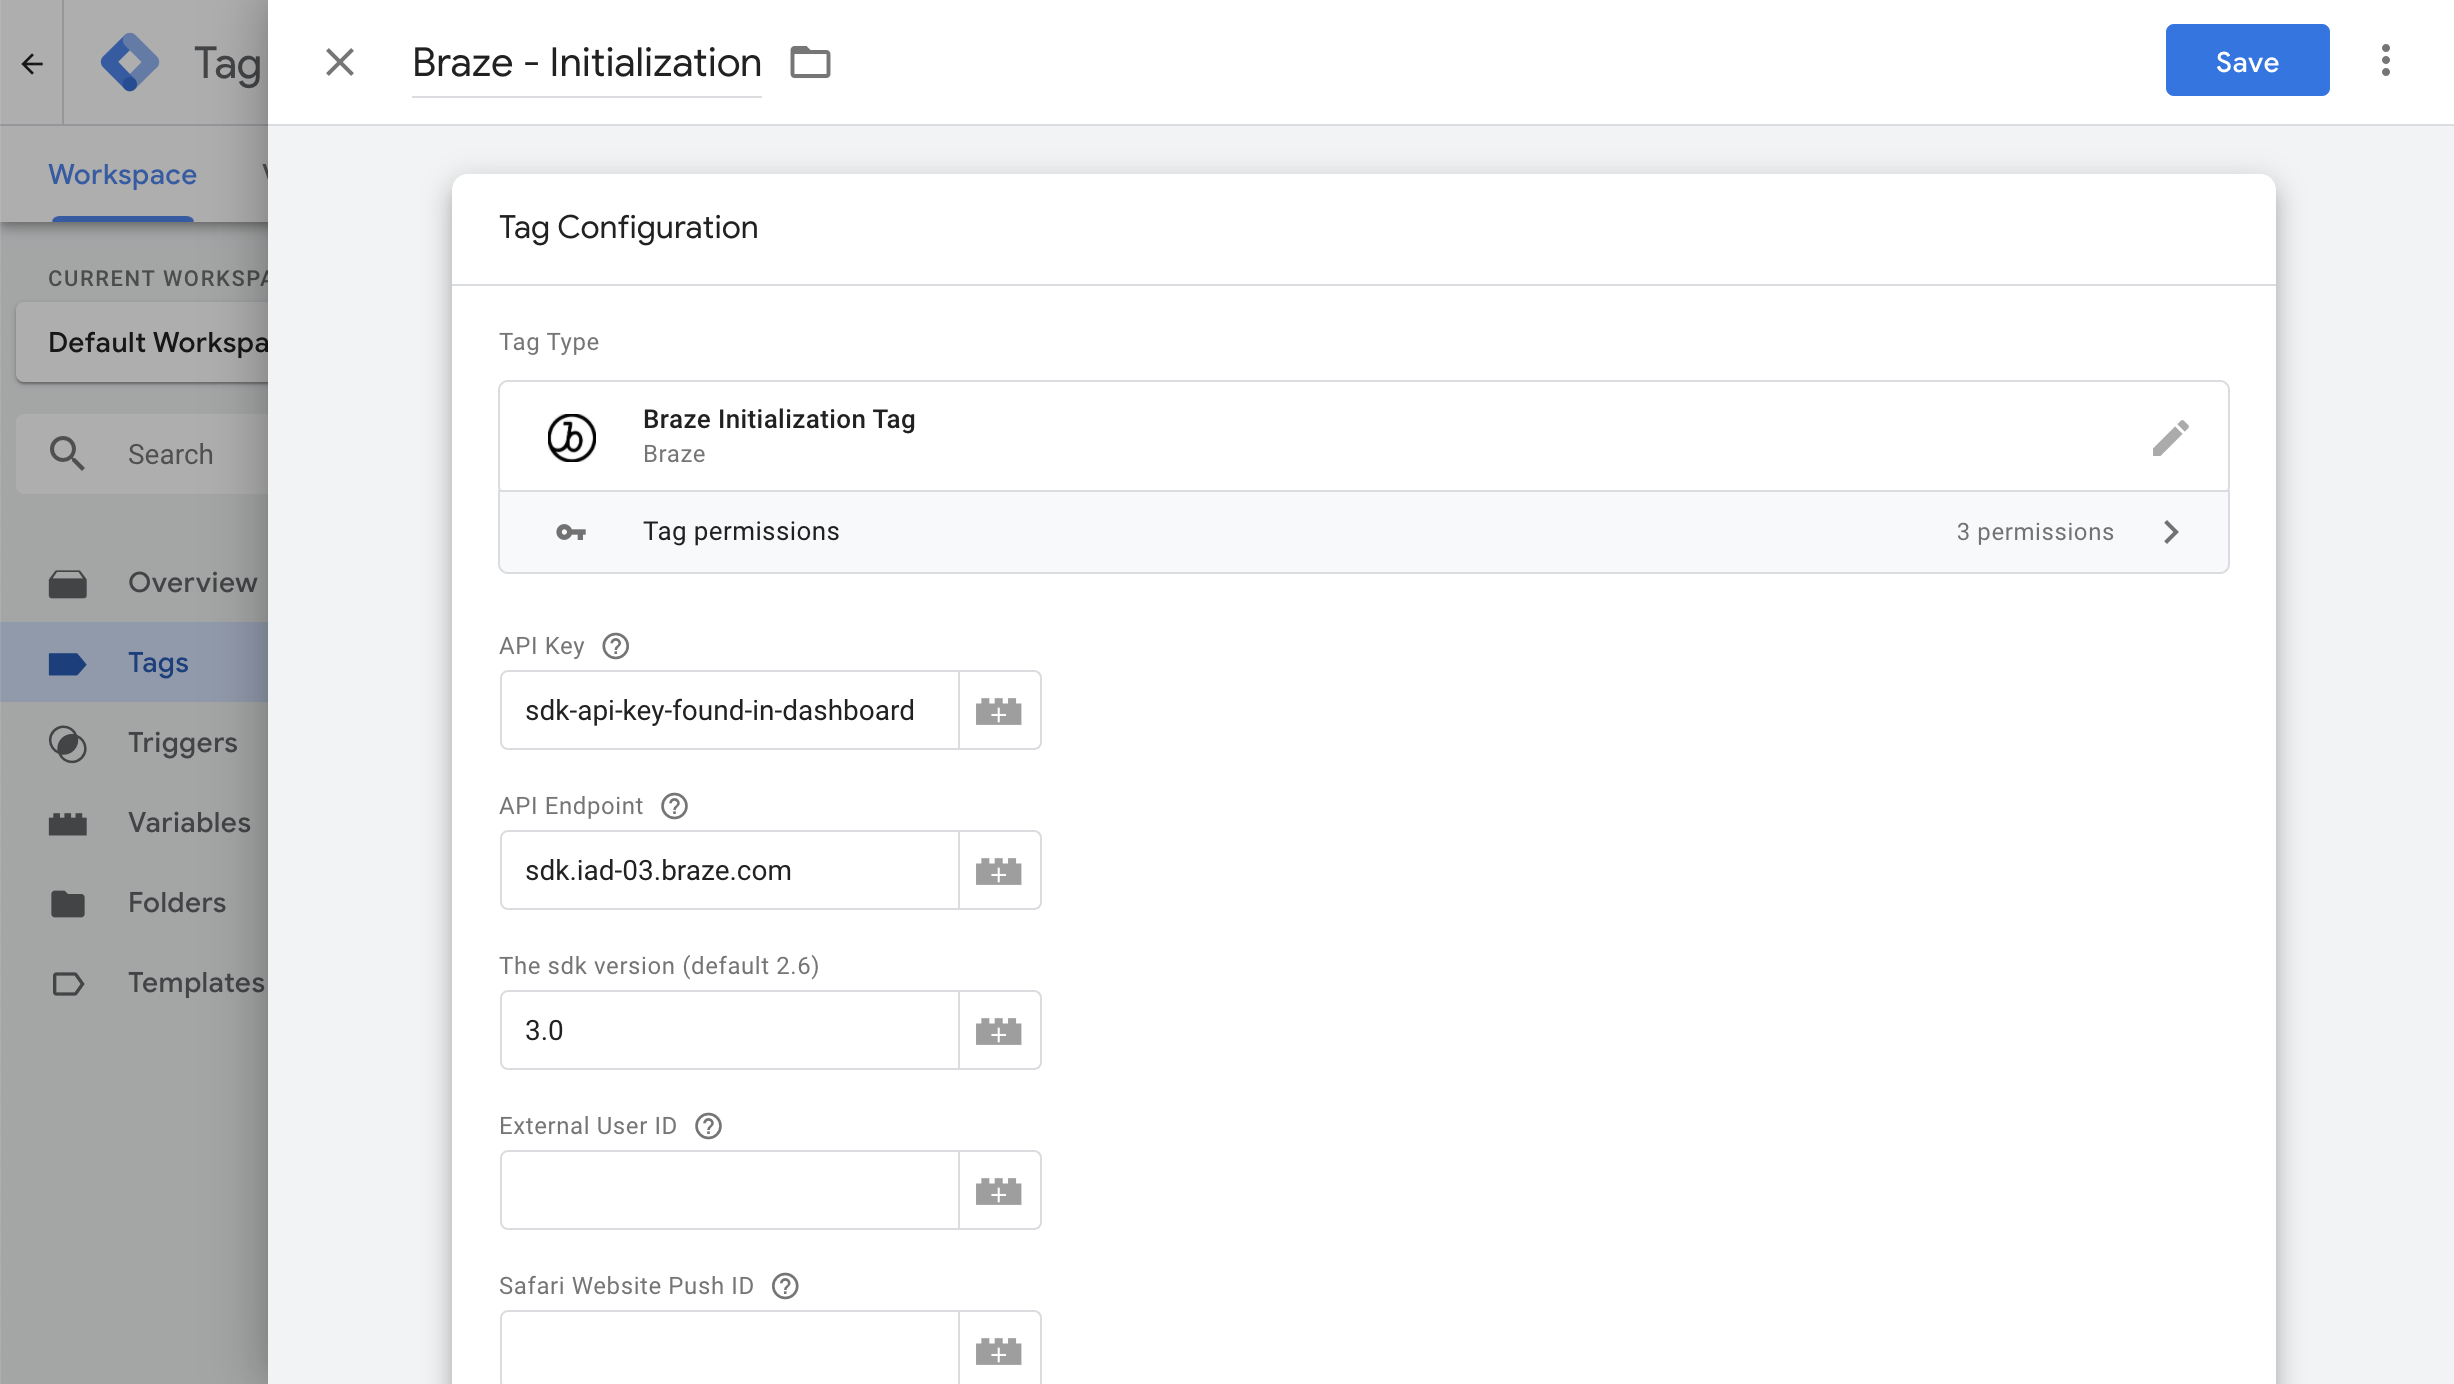 Tag
Braze - Initialization
Save
Workspace
CURRENT WORKSPA
Default Workspa
Search
Overview
Tags
Triggers
Variables
Folders
Templates
Tag Configuration
Tag Type
Braze Initialization Tag
Braze
Tag permissions
3 permissions
API Key
sdk-api-key-found-in-dashboard
API Endpoint
sdk.iad-03.braze.com
The sdk version (default 2.6)
3.0
External User ID
Safari Website Push ID